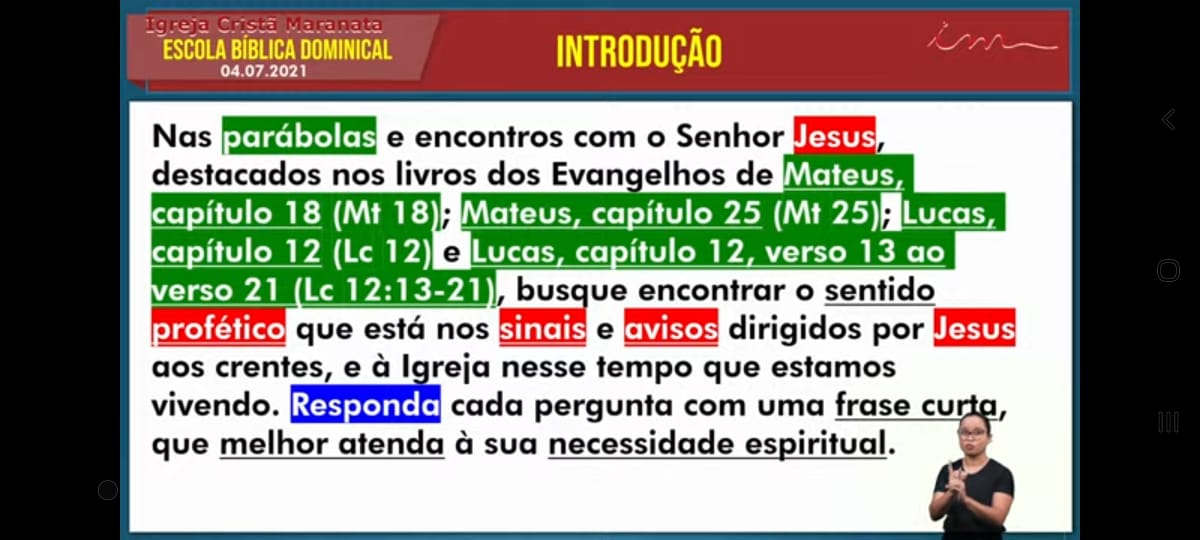 Igreja Cristã Maranata
ESCOLA BÍBLICA DOMINICAL
04.07.2021
INTRODUÇÃO
Nas parábolas e encontros com o Senhor Jesus,
destacados nos livros dos Evangelhos de Mateus,
capítulo 18 (Mt 18); Mateus, capítulo 25 (Mt 25); Lucas,
capítulo 12 (Lc 12) e Lucas, capítulo 12, verso 13 ao
verso 21 (Lc 12:13-21), busque encontrar o sentido
profético que está nos sinais e avisos dirigidos por Jesus
aos crentes, e à Igreja nesse tempo que estamos
vivendo. Responda cada pergunta com uma frase curta,
que melhor atenda à sua necessidade espiritual.